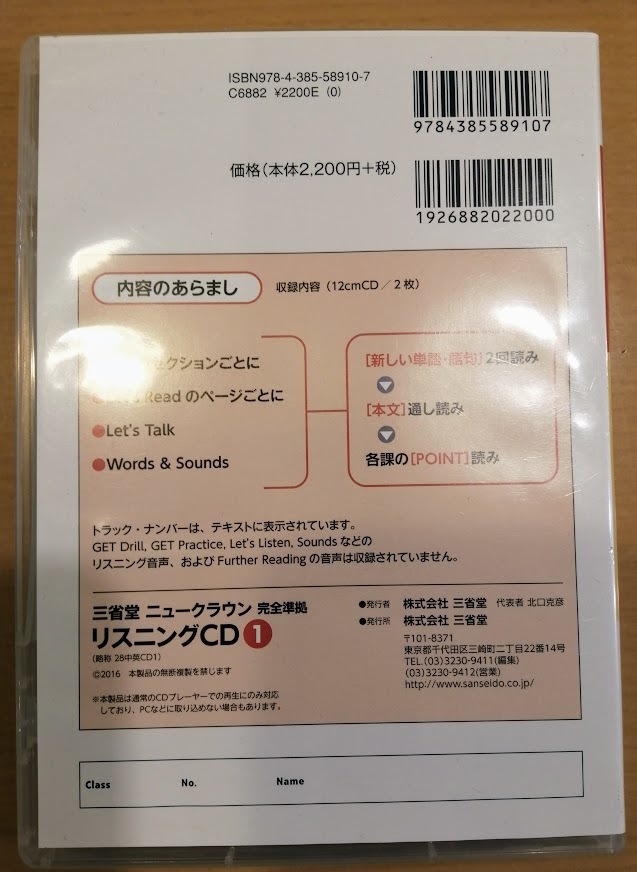 ISBN978-4-385-58910-7
C6882 ¥2200E (0)
9784385589107
価格(本体2,200円+税)
1926882022000
内容のあらまし
収録内容(12cmCD/2枚)
クションごとに
Read のページごとに
●Let's Talk
●Words & Sounds
[新しい単語・語句]2回読み
[本文]通し読み
各課の[POINT]読み
トラック・ナンバーは、テキストに表示されています。
GET Drill, GET Practice, Let's Listen, Sounds などの
リスニング音声、および Further Reading の音声は収録されていません。
三省堂 ニュークラウン 完全準拠
リスニングCD 1
(略称 28中英CD1)
©2016 本製品の無断複製を禁じます
※本製品は通常のCDプレーヤーでの再生にのみ対応
しており、PCなどに取り込めない場合もあります。
●発行者 株式会社 三省堂 代表者 北口克彦
●発行所 株式会社 三省堂
〒101-8371
東京都千代田区三崎町二丁目22番14号
TEL.(03)3230-9411(編集)
(03)3230-9412(営業)
http://www.sanseido.co.jp/
Class No. Name